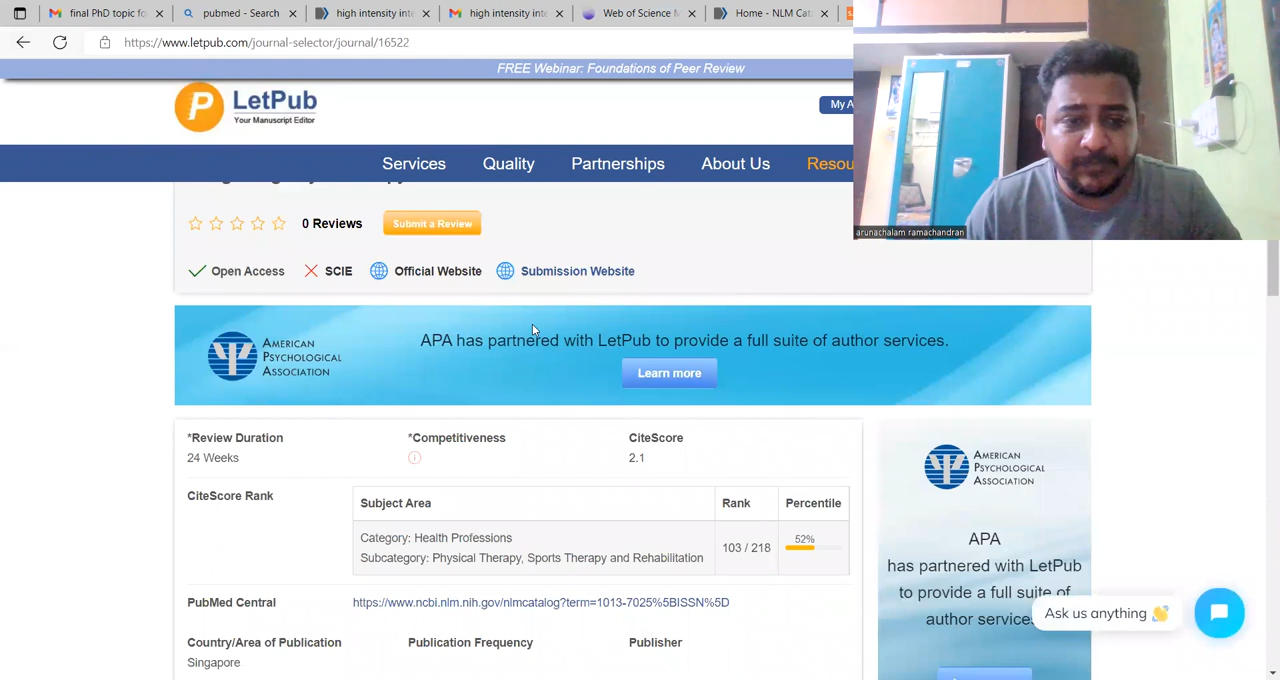 final PhD topic fo
pubmed - Search
high intensity inte
high intensity inte
Web of Science M
Home - NLM Cat
https://www.letpub.com/journal-selector/journal/16522
FREE Webinar: Foundations of Peer Review
P
LetPub
Your Manuscript Editor
My A
Services
Quality
Partnerships
About Us
Resou
0 Reviews
Submit a Review
Open Access
SCIE
Official Website
Submission Website
arunachalam ramachandran
AMERICAN
PSYCHOLOGICAL
ASSOCIATION
APA has partnered with LetPub to provide a full suite of author services.
Learn more
*Review Duration
*Competitiveness
CiteScore
24 Weeks
2.1
CiteScore Rank
Subject Area
Rank
Percentile
Category: Health Professions
Subcategory: Physical Therapy, Sports Therapy and Rehabilitation
103 / 218
52%
PubMed Central
https://www.ncbi.nlm.nih.gov/nlmcatalog?term=1013-7025%5BISSN%5D
Country/Area of Publication
Publication Frequency
Publisher
Singapore
AMERICAN
PSYCHOLOGICAL
ASSOCIATION
APA
has partnered with LetPub
to provide a full suite of
author services
Ask us anything 👋